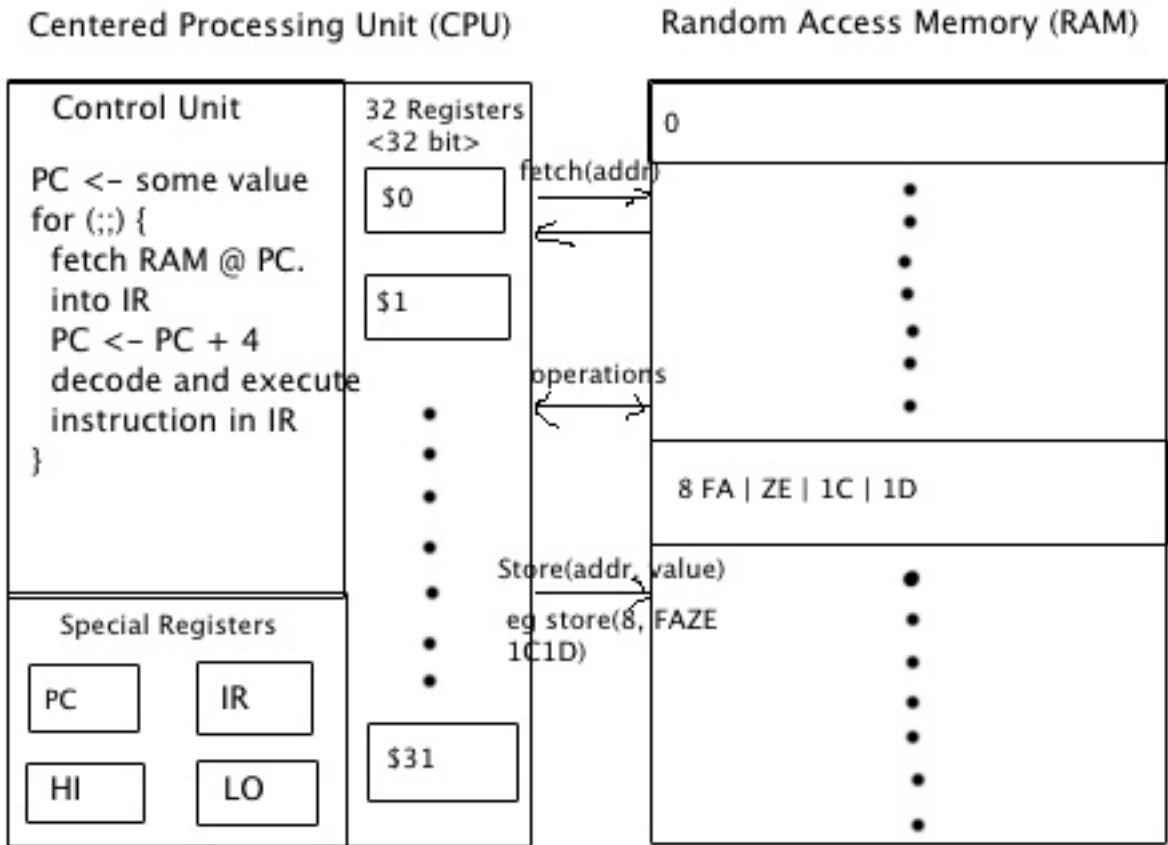 Centered Processing Unit (CPU)
Random Access Memory (RAM)
Control Unit
PC <- some value
for (;;) {
fetch RAM @ PC.
into IR
PC <- PC + 4
decode and execute
instruction in IR
}
Special Registers
PC
IR
HI
LO
32 Registers
<32 bit>
$0
$1
$31
fetch(addr)
operations
Store(addr, value)
eg store(8, FAZE
1C1D)
0
8 FA | ZE | 1C | 1D